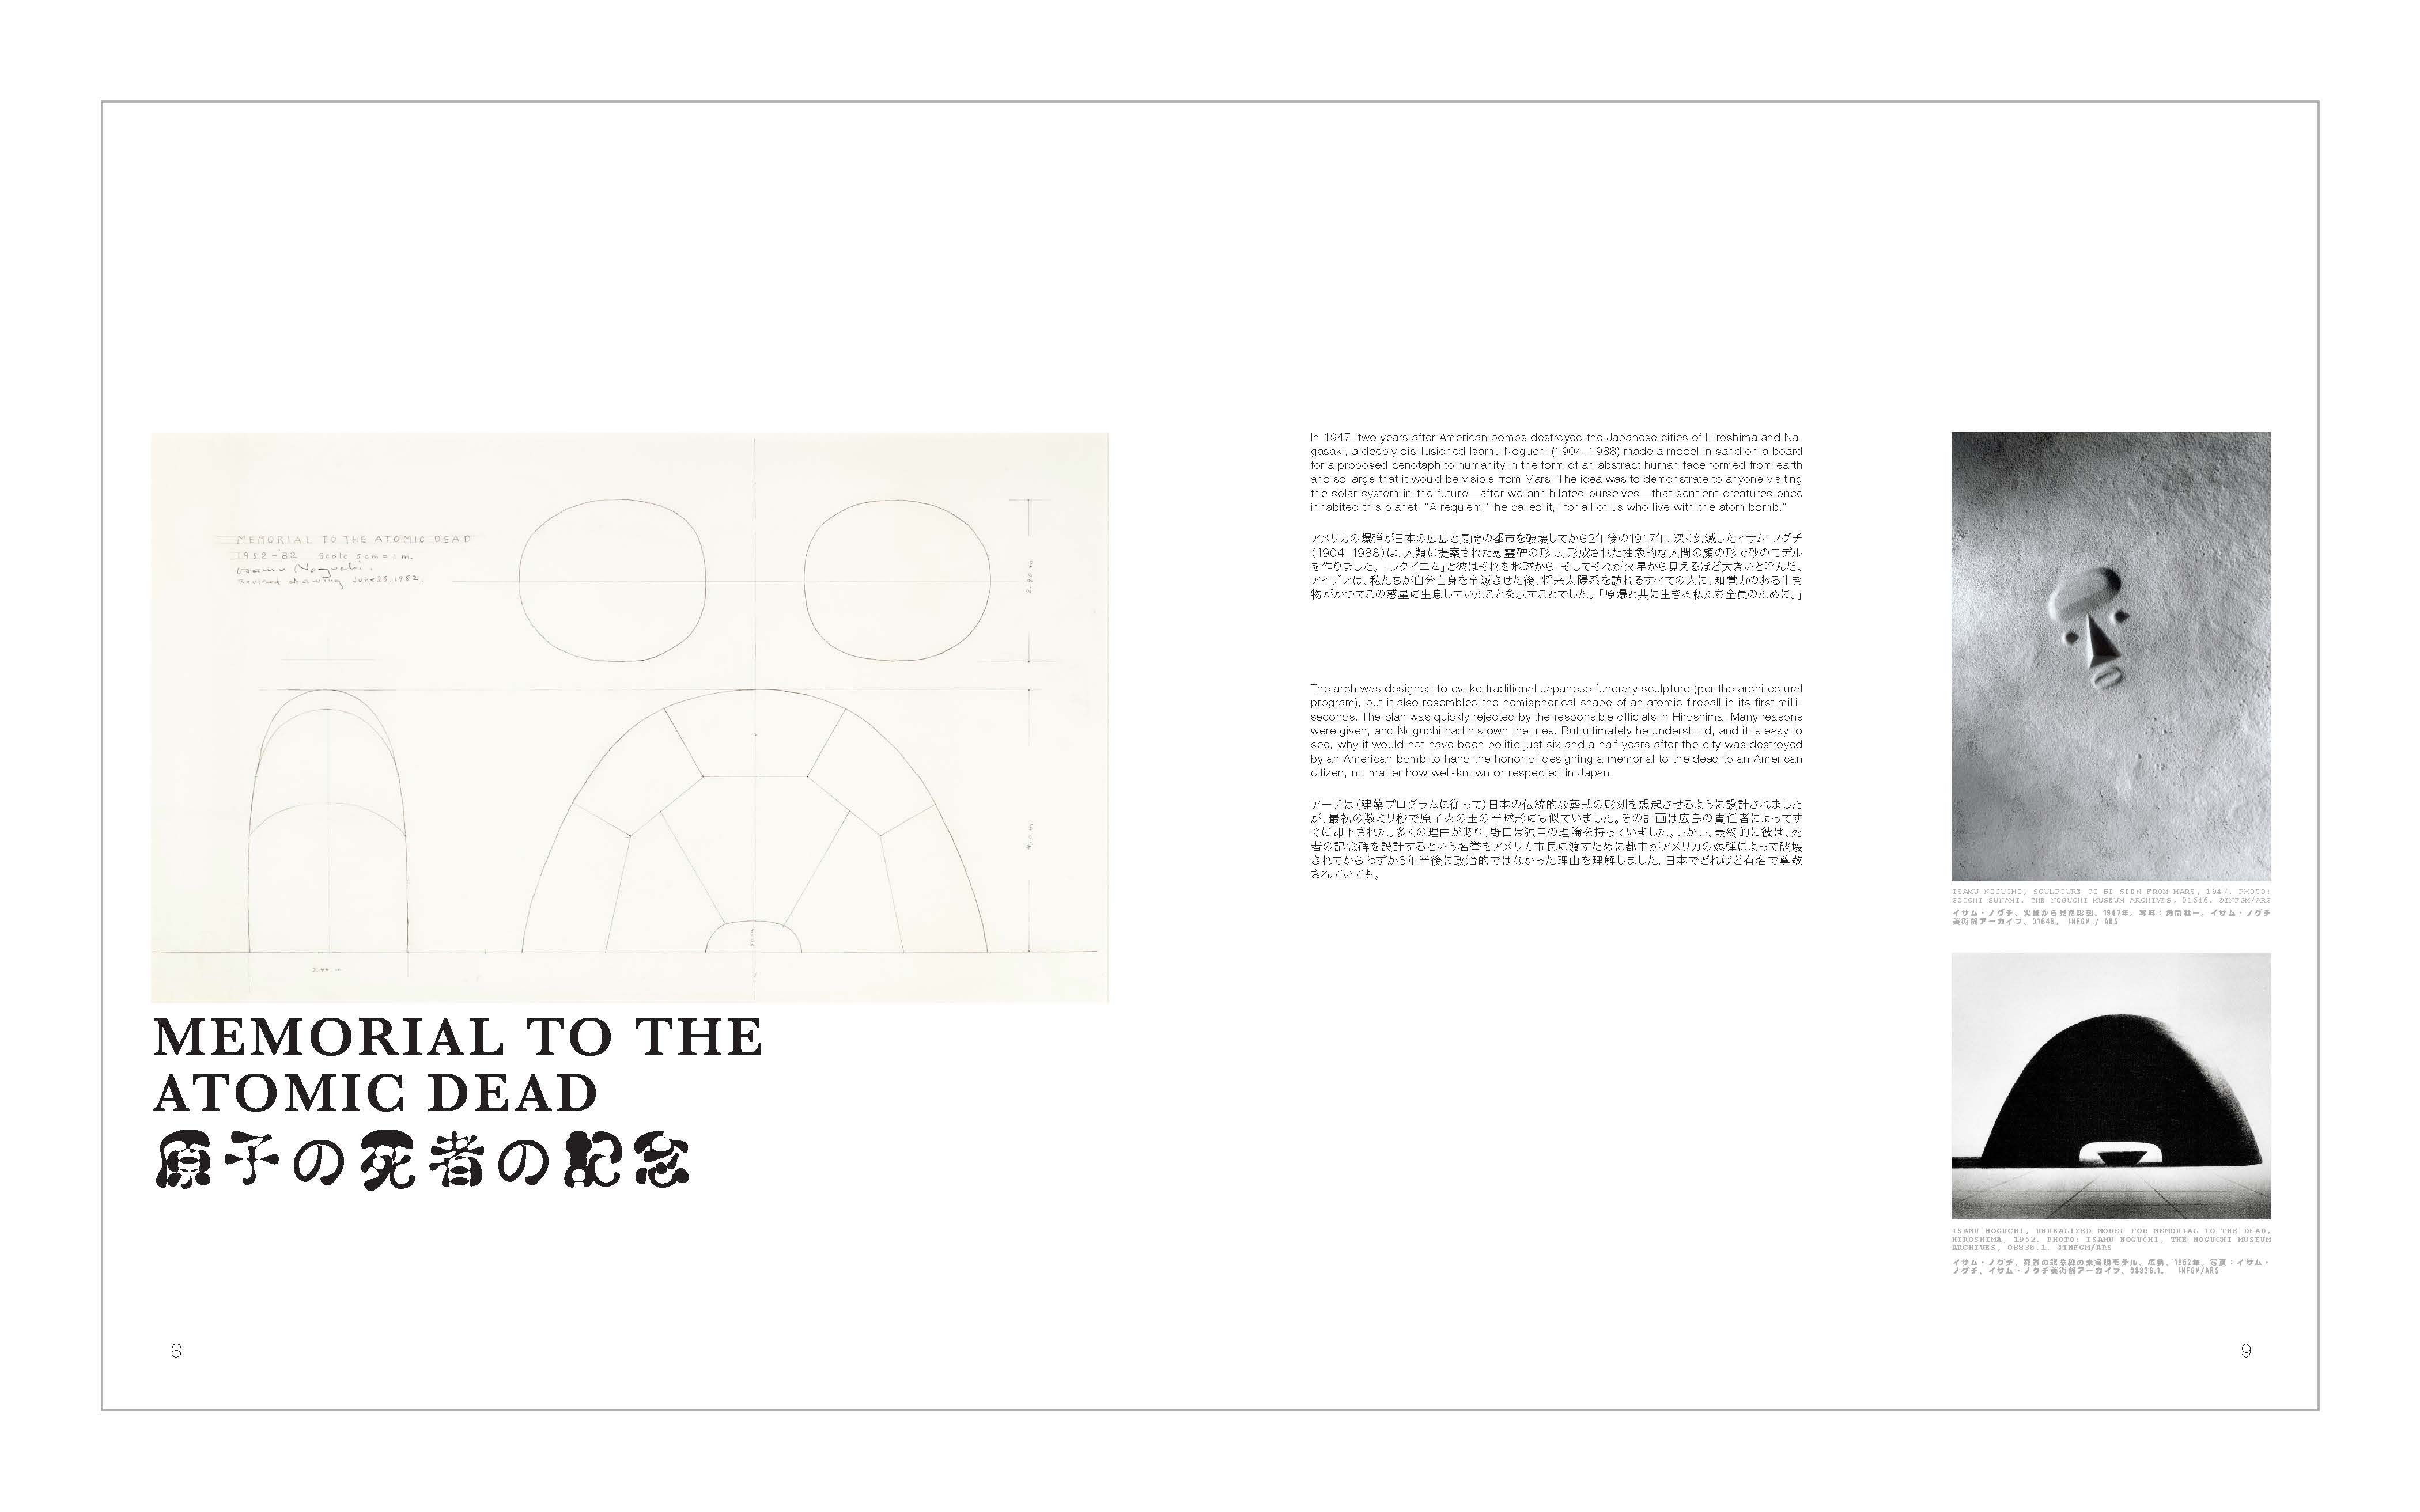 MEMORIAL TO THE ATOMIC DEAD
1952-'82 Scale 5cm=1m.
Isamu Noguchi.
Revised drawing June 26.1982.
2.44 m
MEMORIAL TO THE
ATOMIC DEAD
原子の死者の記念
8
In 1947, two years after American bombs destroyed the Japanese cities of Hiroshima and Na-
gasaki, a deeply disillusioned Isamu Noguchi (1904–1988) made a model in sand on a board
for a proposed cenotaph to humanity in the form of an abstract human face formed from earth
and so large that it would be visible from Mars. The idea was to demonstrate to anyone visiting
the solar system in the future—after we annihilated ourselves—that sentient creatures once
inhabited this planet. "A requiem," he called it, "for all of us who live with the atom bomb."
アメリカの爆弾が日本の広島と長崎の都市を破壊してから2年後の1947年、深く幻滅したイサム・ノグチ
（1904–1988）は、人類に提案された慰霊碑の形で、形成された抽象的な人間の顔の形で砂のモデル
を作りました。「レクイエム」と彼はそれを地球から、そしてそれが火星から見えるほど大きいと呼んだ。
アイデアは、私たちが自分自身を全滅させた後、将来太陽系を訪れるすべての人に、知覚力のある生き
物がかつてこの惑星に生息していたことを示すことでした。「原爆と共に生きる私たち全員のために。」
The arch was designed to evoke traditional Japanese funerary sculpture (per the architectural
program), but it also resembled the hemispherical shape of an atomic fireball in its first milli-
seconds. The plan was quickly rejected by the responsible officials in Hiroshima. Many reasons
were given, and Noguchi had his own theories. But ultimately he understood, and it is easy to
see, why it would not have been politic just six and a half years after the city was destroyed
by an American bomb to hand the honor of designing a memorial to the dead to an American
citizen, no matter how well-known or respected in Japan.
アーチは（建築プログラムに従って）日本の伝統的な葬式の彫刻を想起させるように設計されました
が、最初の数ミリ秒で原子火の玉の半球形にも似ていました。その計画は広島の責任者によってす
ぐに却下された。多くの理由があり、野口は独自の理論を持っていました。しかし、最終的に彼は、死
者の記念碑を設計するという名誉をアメリカ市民に渡すために都市がアメリカの爆弾によって破壊
されてからわずか6年半後に政治的ではなかった理由を理解しました。日本でどれほど有名で尊敬
されていても。
ISAMU NOGUCHI, SCULPTURE TO BE SEEN FROM MARS, 1947. PHOTO:
SOICHI SUNAMI. THE NOGUCHI MUSEUM ARCHIVES, 01646. ©INFGM/ARS
イサム・ノグチ、火星から見た彫刻、1947年。写真：角南壮一。イサム・ノグチ
美術館アーカイブ、01646。 INFGM / ARS
ISAMU NOGUCHI, UNREALIZED MODEL FOR MEMORIAL TO THE DEAD,
HIROSHIMA, 1952. PHOTO: ISAMU NOGUCHI, THE NOGUCHI MUSEUM
ARCHIVES, 08836.1. ©INFGM/ARS
イサム・ノグチ、死者の記念碑の未実現モデル、広島、1952年。写真：イサム・
ノグチ、イサム・ノグチ美術館アーカイブ、08836.1。 INFGM/ARS
9